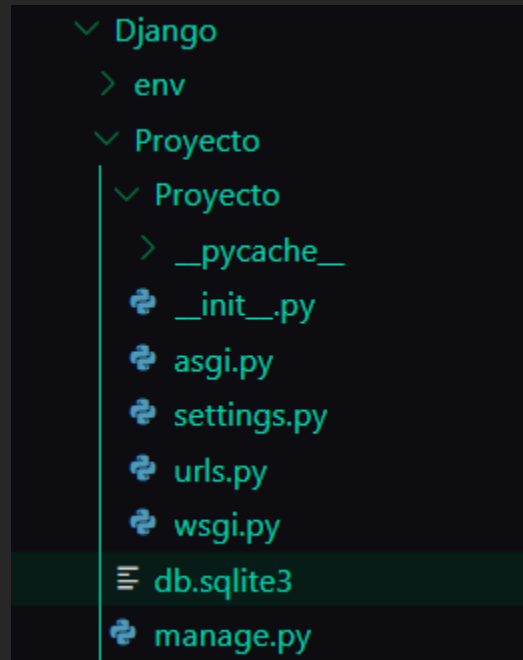 Django
env
Proyecto
Proyecto
__pycache__
__init__.py
asgi.py
settings.py
urls.py
wsgi.py
db.sqlite3
manage.py